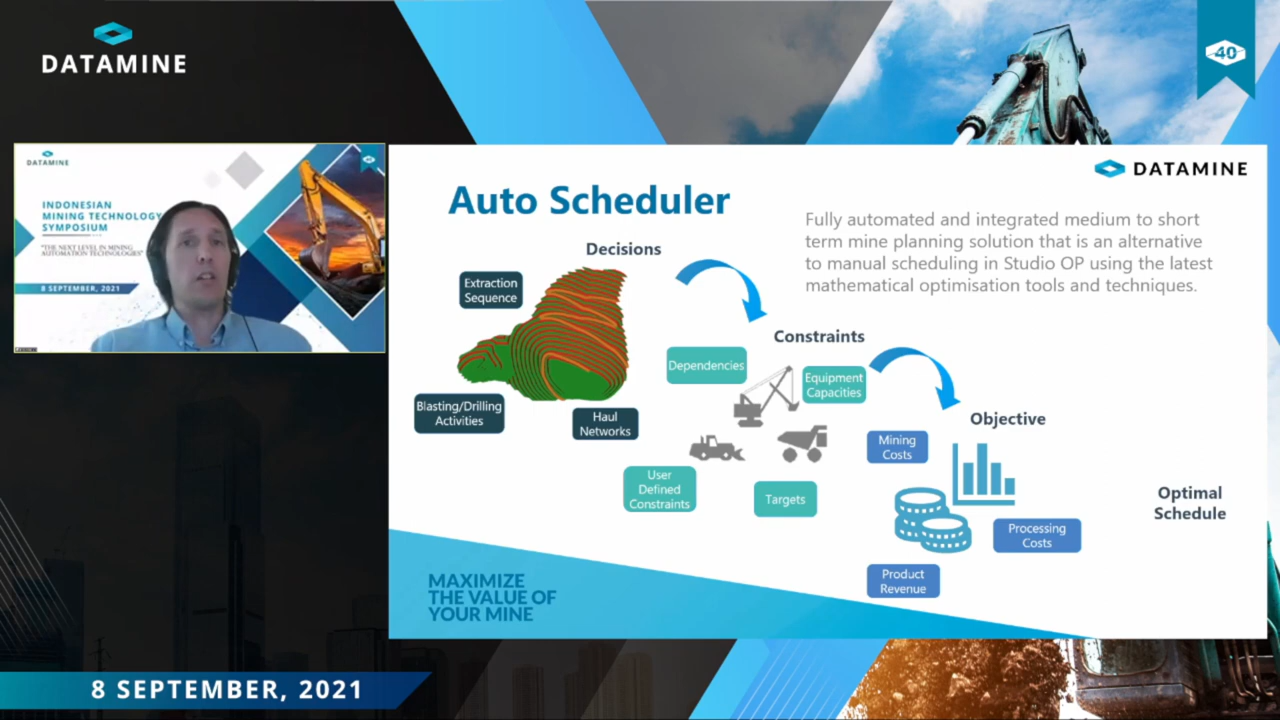 DATAMINE
40
DATAMINE
INDONESIAN
MINING TECHNOLOGY
SYMPOSIUM
"THE NEXT LEVEL IN MINING
AUTOMATION TECHNOLOGIES"
8 SEPTEMBER, 2021
DATAMINE
Auto Scheduler
Fully automated and integrated medium to short
term mine planning solution that is an alternative
to manual scheduling in Studio OP using the latest
mathematical optimisation tools and techniques.
Decisions
Extraction
Sequence
Blasting/Drilling
Activities
Haul
Networks
Constraints
Dependencies
Equipment
Capacities
User
Defined
Constraints
Targets
Objective
Mining
Costs
Processing
Costs
Product
Revenue
Optimal
Schedule
MAXIMIZE
THE VALUE OF
YOUR MINE
8 SEPTEMBER, 2021